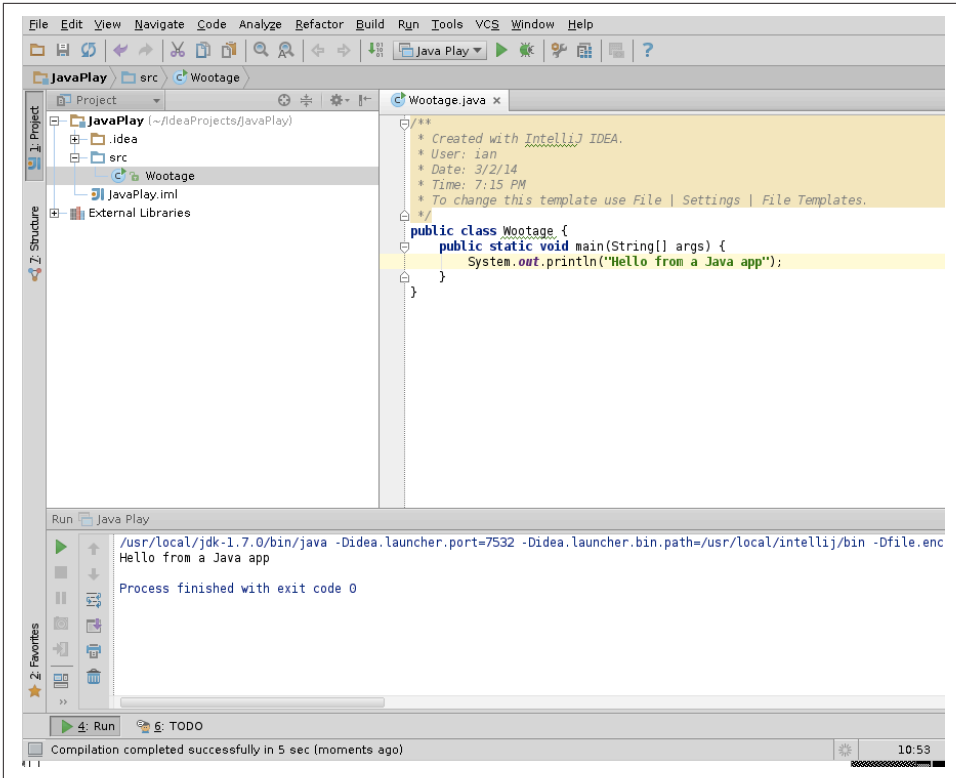 File Edit View Navigate Code Analyze Refactor Build Run Tools VCS Window Help
Java Play
JavaPlay src Wootage
Project
Wootage.java
1: Project
7: Structure
2: Favorites
JavaPlay (~/IdeaProjects/JavaPlay)
.idea
src
Wootage
JavaPlay.iml
External Libraries
/**
* Created with IntelliJ IDEA.
* User: ian
* Date: 3/2/14
* Time: 7:15 PM
* To change this template use File | Settings | File Templates.
*/
public class Wootage {
public static void main(String[] args) {
System.out.println("Hello from a Java app");
}
}
Run Java Play
/usr/local/jdk-1.7.0/bin/java -Didea.launcher.port=7532 -Didea.launcher.bin.path=/usr/local/intellij/bin -Dfile.enc
Hello from a Java app
Process finished with exit code 0
4: Run 6: TODO
Compilation completed successfully in 5 sec (moments ago) 10:53